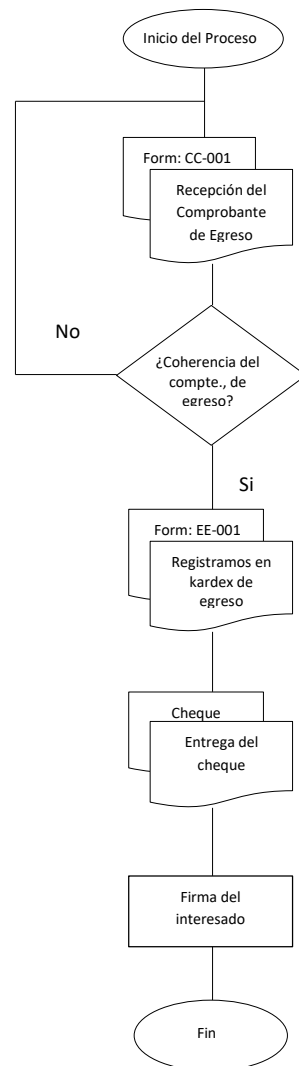 Inicio del Proceso
Form: CC-001
Recepción del
Comprobante
de Egreso
No
¿Coherencia del
compte., de
egreso?
Si
Form: EE-001
Registramos en
kardex de
egreso
Cheque
Entrega del
cheque
Firma del
interesado
Fin